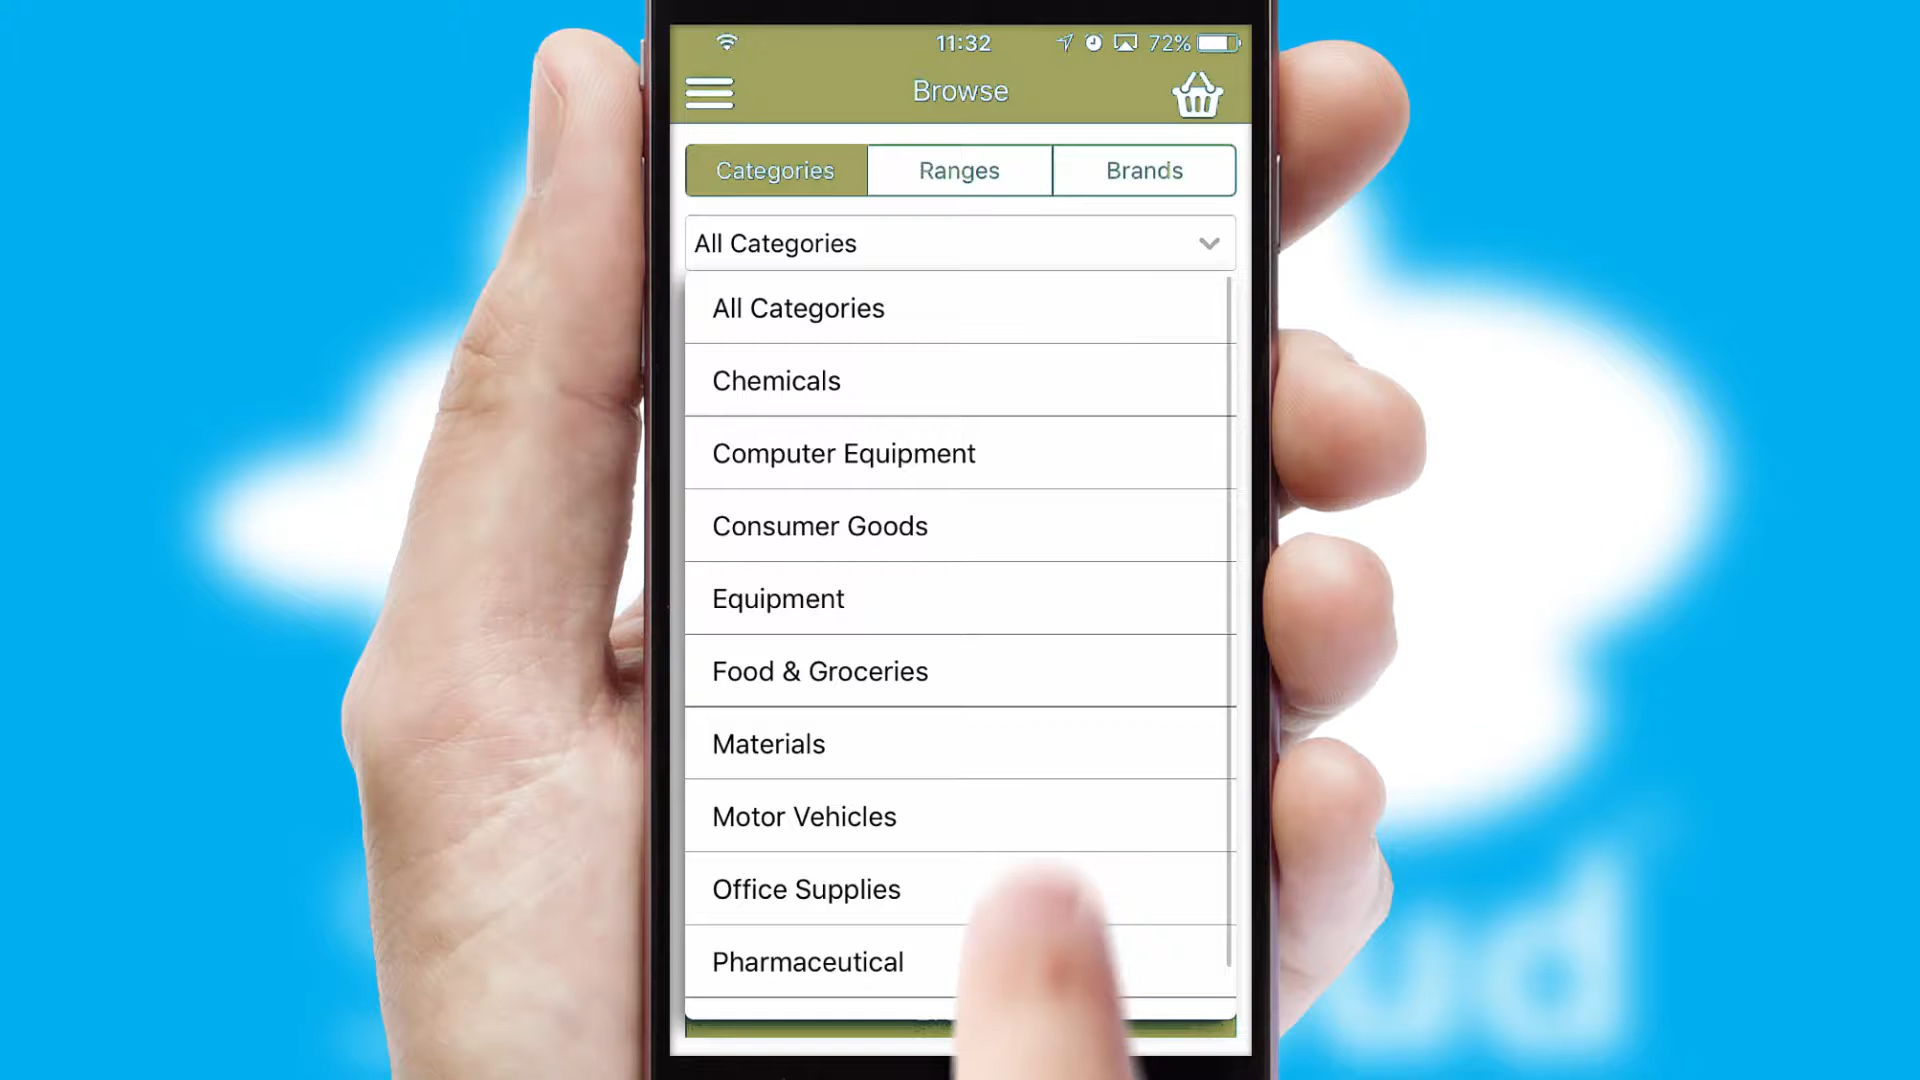 11:32
72%
Browse
Categories Ranges Brands
All Categories
All Categories
Chemicals
Computer Equipment
Consumer Goods
Equipment
Food & Groceries
Materials
Motor Vehicles
Office Supplies
Pharmaceutical